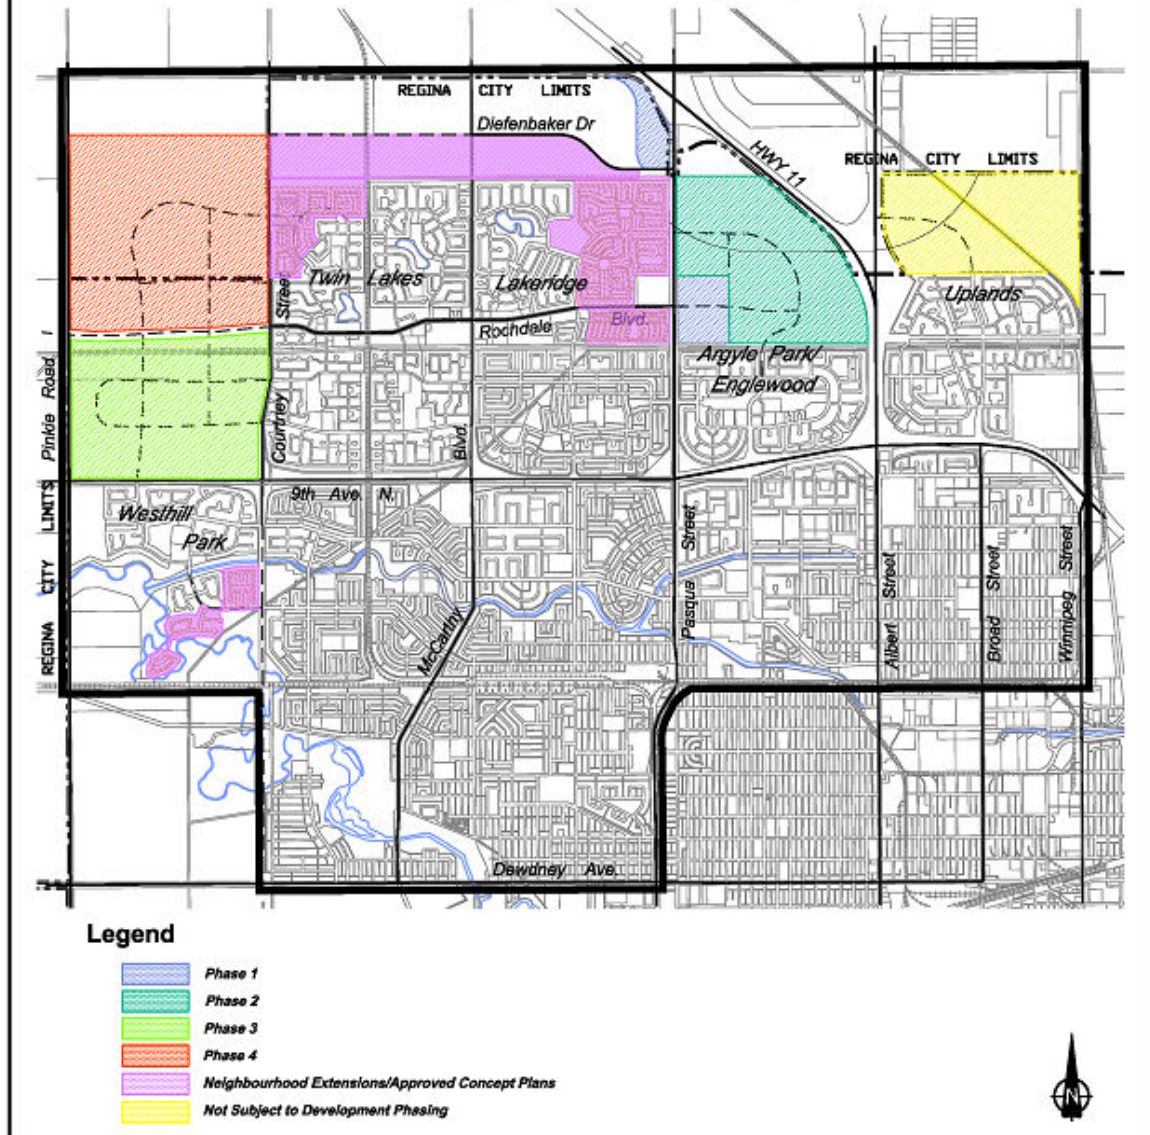 REGINA CITY LIMITS
Diefenbaker Dr
HWY 11
REGINA CITY LIMITS
Street
Twin Lakes
Lakeridge
Uplands
Rochdale Blvd.
Argyle Park/
Englewood
Pinkie Road
Courtney
Blvd.
9th Ave. N.
Westhill
Park
REGINA CITY LIMITS
McCarthy
Pasqua Street
Albert Street
Broad Street
Winnipeg Street
Dewdney Ave.
Legend
Phase 1
Phase 2
Phase 3
Phase 4
Neighbourhood Extensions/Approved Concept Plans
Not Subject to Development Phasing
N